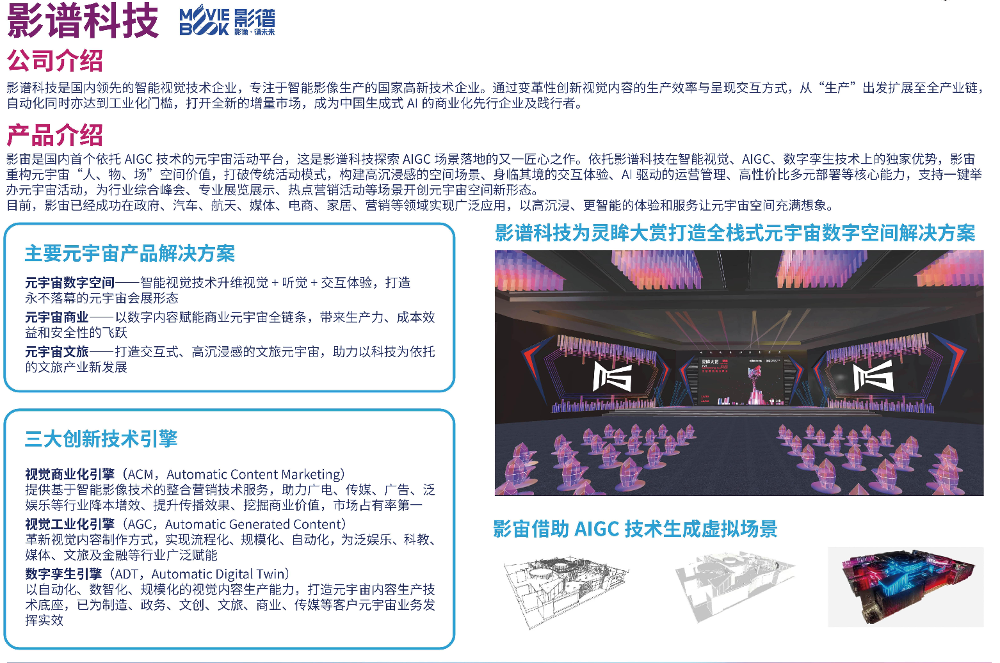 影谱科技
MOVIE BOOK 影谱
影像·谱未来
公司介绍
影谱科技是国内领先的智能视觉技术企业，专注于智能影像生产的国家高新技术企业。通过变革性创新视觉内容的生产效率与呈现交互方式，从“生产”出发扩展至全产业链，
自动化同时亦达到工业化门槛，打开全新的增量市场，成为中国生成式 AI 的商业化先行企业及践行者。
产品介绍
影宙是国内首个依托 AIGC 技术的元宇宙活动平台，这是影谱科技探索 AIGC 场景落地的又一匠心之作。依托影谱科技在智能视觉、AIGC、数字孪生技术上的独家优势，影宙
重构元宇宙“人、物、场”空间价值，打破传统活动模式，构建高沉浸感的空间场景、身临其境的交互体验、AI 驱动的运营管理、高性价比多元部署等核心能力，支持一键举
办元宇宙活动，为行业综合峰会、专业展览展示、热点营销活动等场景开创元宇宙空间新形态。
目前，影宙已经成功在政府、汽车、航天、媒体、电商、家居、营销等领域实现广泛应用，以高沉浸、更智能的体验和服务让元宇宙空间充满想象。
主要元宇宙产品解决方案
元宇宙数字空间——智能视觉技术升维视觉 + 听觉 + 交互体验，打造
永不落幕的元宇宙会展形态
元宇宙商业——以数字内容赋能商业元宇宙全链条，带来生产力、成本效
益和安全性的飞跃
元宇宙文旅——打造交互式、高沉浸感的文旅元宇宙，助力以科技为依托
的文旅产业新发展
三大创新技术引擎
视觉商业化引擎（ACM，Automatic Content Marketing）
提供基于智能影像技术的整合营销技术服务，助力广电、传媒、广告、泛
娱乐等行业降本增效、提升传播效果、挖掘商业价值，市场占有率第一
视觉工业化引擎（AGC，Automatic Generated Content）
革新视觉内容制作方式，实现流程化、规模化、自动化，为泛娱乐、科教、
媒体、文旅及金融等行业广泛赋能
数字孪生引擎（ADT，Automatic Digital Twin）
以自动化、数智化、规模化的视觉内容生产能力，打造元宇宙内容生产技
术底座，已为制造、政务、文创、文旅、商业、传媒等客户元宇宙业务发
挥实效
影谱科技为灵眸大赏打造全栈式元宇宙数字空间解决方案
灵眸大赏
影宙借助 AIGC 技术生成虚拟场景